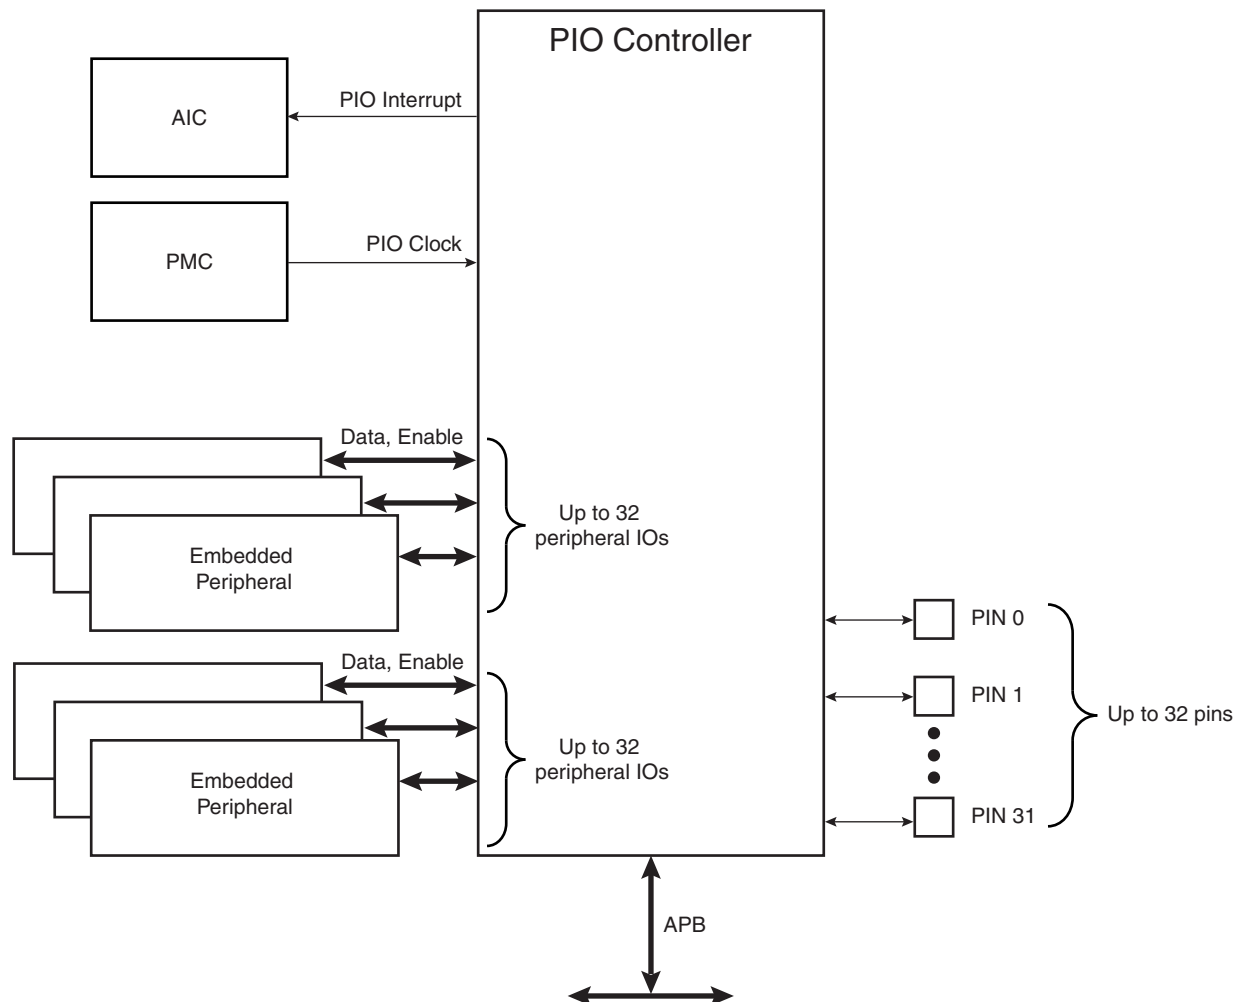 PIO Controller
PIO Interrupt
AIC
PIO Clock
PMC
Data, Enable
Up to 32
peripheral IOs
Embedded
Peripheral
PIN 0
Data, Enable
PIN 1
Up to 32 pins
Up to 32
peripheral IOs
Embedded
Peripheral
PIN 31
APB